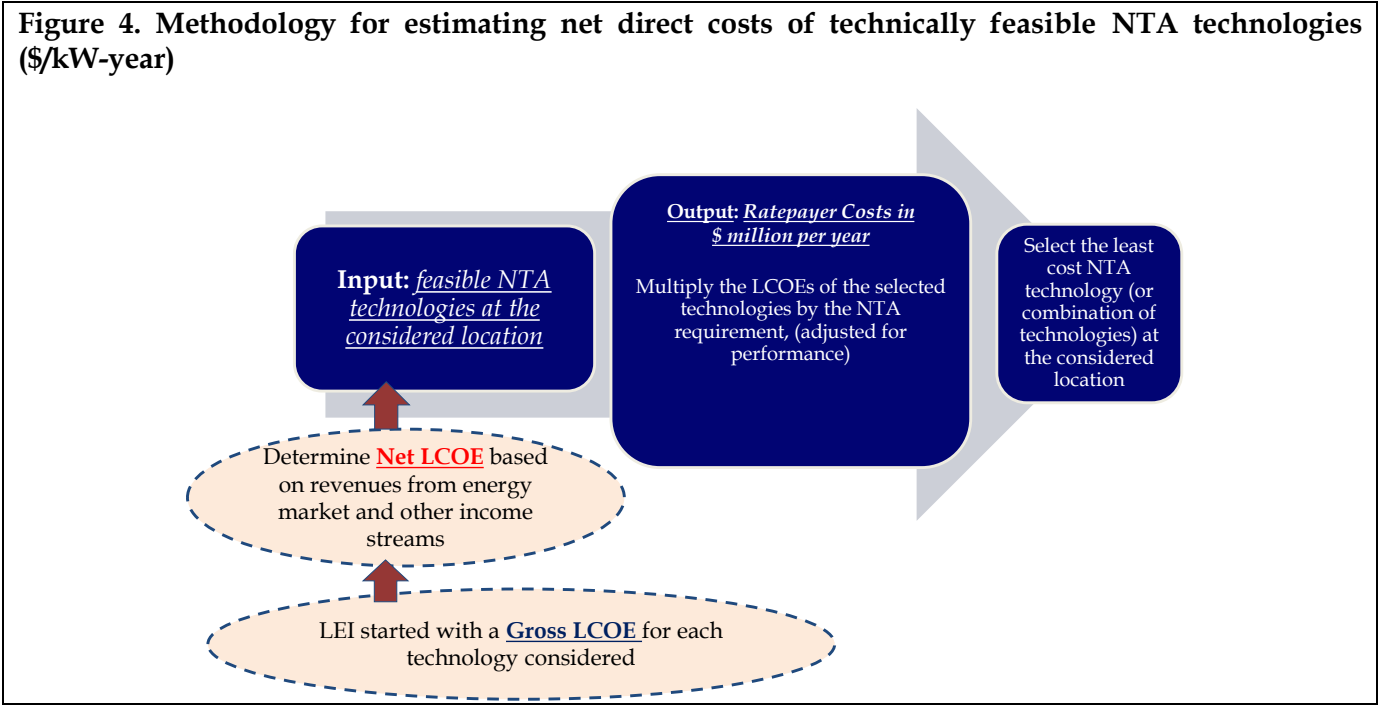 Figure 4. Methodology for estimating net direct costs of technically feasible NTA technologies
($/kW-year)
Input: feasible NTA
technologies at the
considered location
Output: Ratepayer Costs in
$ million per year
Multiply the LCOEs of the selected
technologies by the NTA
requirement, (adjusted for
performance)
Select the least
cost NTA
technology (or
combination of
technologies) at
the considered
location
Determine Net LCOE based
on revenues from energy
market and other income
streams
LEI started with a Gross LCOE for each
technology considered